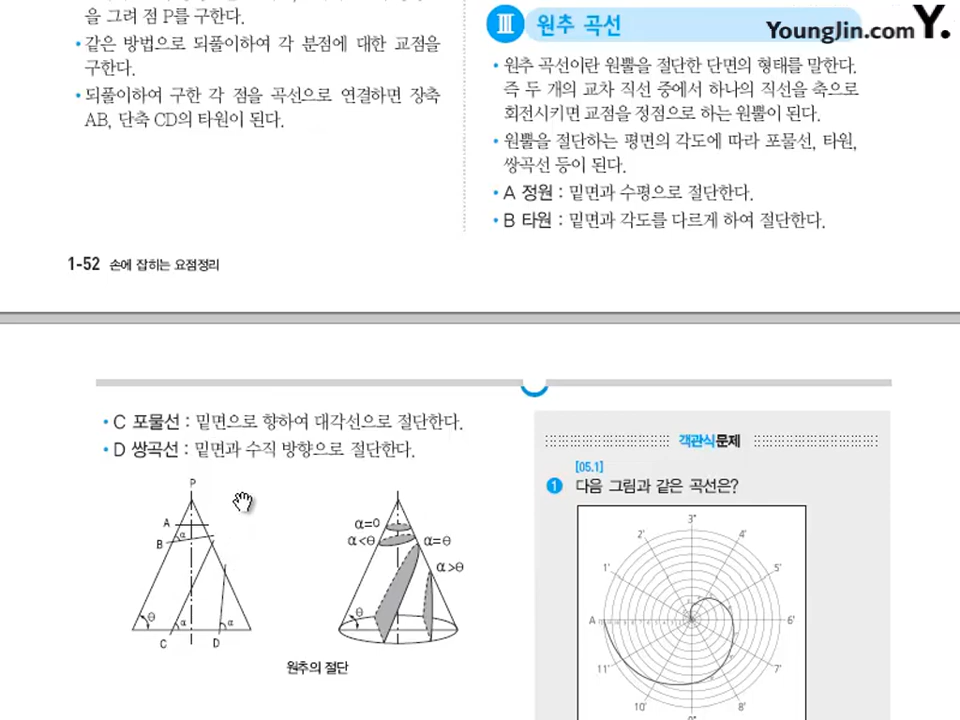 을 그려 점 P를 구한다.
• 같은 방법으로 되풀이하여 각 분점에 대한 교점을
구한다.
• 되풀이하여 구한 각 점을 곡선으로 연결하면 장축
AB, 단축 CD의 타원이 된다.
1-52 손에 잡히는 요점정리
Ⅲ 원추 곡선
YoungJin.com Y.
• 원추 곡선이란 원뿔을 절단한 단면의 형태를 말한다.
즉 두 개의 교차 직선 중에서 하나의 직선을 축으로
회전시키면 교점을 정점으로 하는 원뿔이 된다.
• 원뿔을 절단하는 평면의 각도에 따라 포물선, 타원,
쌍곡선 등이 된다.
• A 정원 : 밑면과 수평으로 절단한다.
• B 타원 : 밑면과 각도를 다르게 하여 절단한다.
• C 포물선 : 밑면으로 향하여 대각선으로 절단한다.
• D 쌍곡선 : 밑면과 수직 방향으로 절단한다.
P
A
α
B
θ
α
α
C
D
α=0
α<θ
α=θ
α>θ
θ
원추의 절단
객관식문제
[05.1]
1 다음 그림과 같은 곡선은?
3'
2'
4'
1'
5'
A
6'
11'
7'
10'
8'